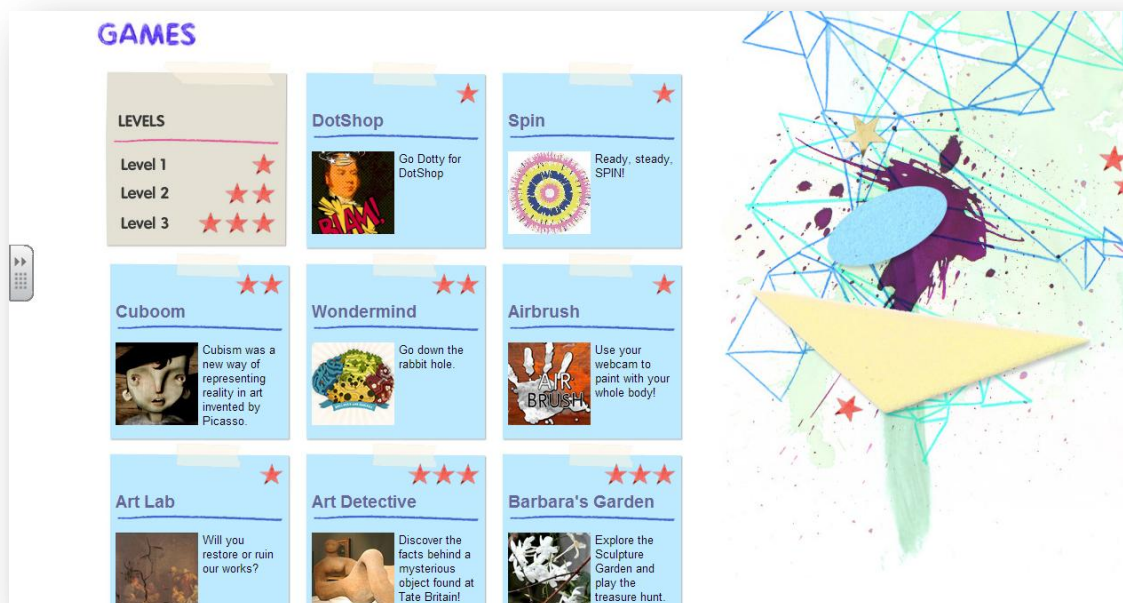 GAMES
LEVELS
Level 1
Level 2
Level 3
DotShop
Go Dotty for
DotShop
BLAM!
Spin
Ready, steady,
SPIN!
Cuboom
Cubism was a
new way of
representing
reality in art
invented by
Picasso.
Wondermind
Go down the
rabbit hole.
Airbrush
AIR
BRUSH
Use your
webcam to
paint with your
whole body!
Art Lab
Will you
restore or ruin
our works?
Art Detective
Discover the
facts behind a
mysterious
object found at
Tate Britain!
Barbara's Garden
Explore the
Sculpture
Garden and
play the
treasure hunt.